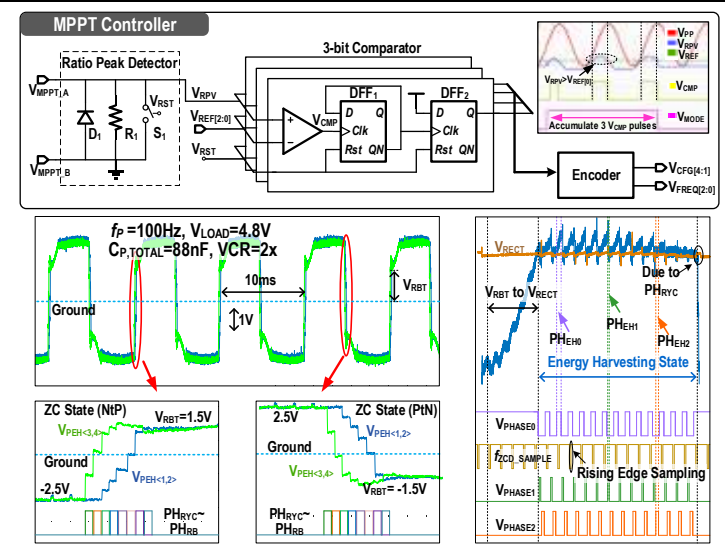 MPPT Controller
Ratio Peak Detector
3-bit Comparator
VMPPT_A
VMPPT_B
D1
R1
VRST
S1
VRPV
VREF[2:0]
VRST
+
−
VCMP
DFF1
D Q
Clk
Rst QN
DFF2
D Q
Clk
Rst QN
VPP
VRPV
VREF
VRPV>VREF[0]
VCMP
VMODE
Accumulate 3 VCMP pulses
Encoder
VCFG[4:1]
VFREQ[2:0]
fP =100Hz, VLOAD=4.8V
CP,TOTAL=88nF, VCR=2x
10ms
VRBT
Ground
1V
ZC State (NtP)
VRBT=1.5V
VPEH<3,4>
Ground
VPEH<1,2>
-2.5V
PHRYC~
PHRB
2.5V
ZC State (PtN)
VPEH<1,2>
Ground
VPEH<3,4>
VRBT= -1.5V
PHRYC~
PHRB
VRECT
Due to
PHRYC
VRBT to VRECT
PHEH0
PHEH1
PHEH2
Energy Harvesting State
VPHASE0
fZCD_SAMPLE
Rising Edge Sampling
VPHASE1
VPHASE2